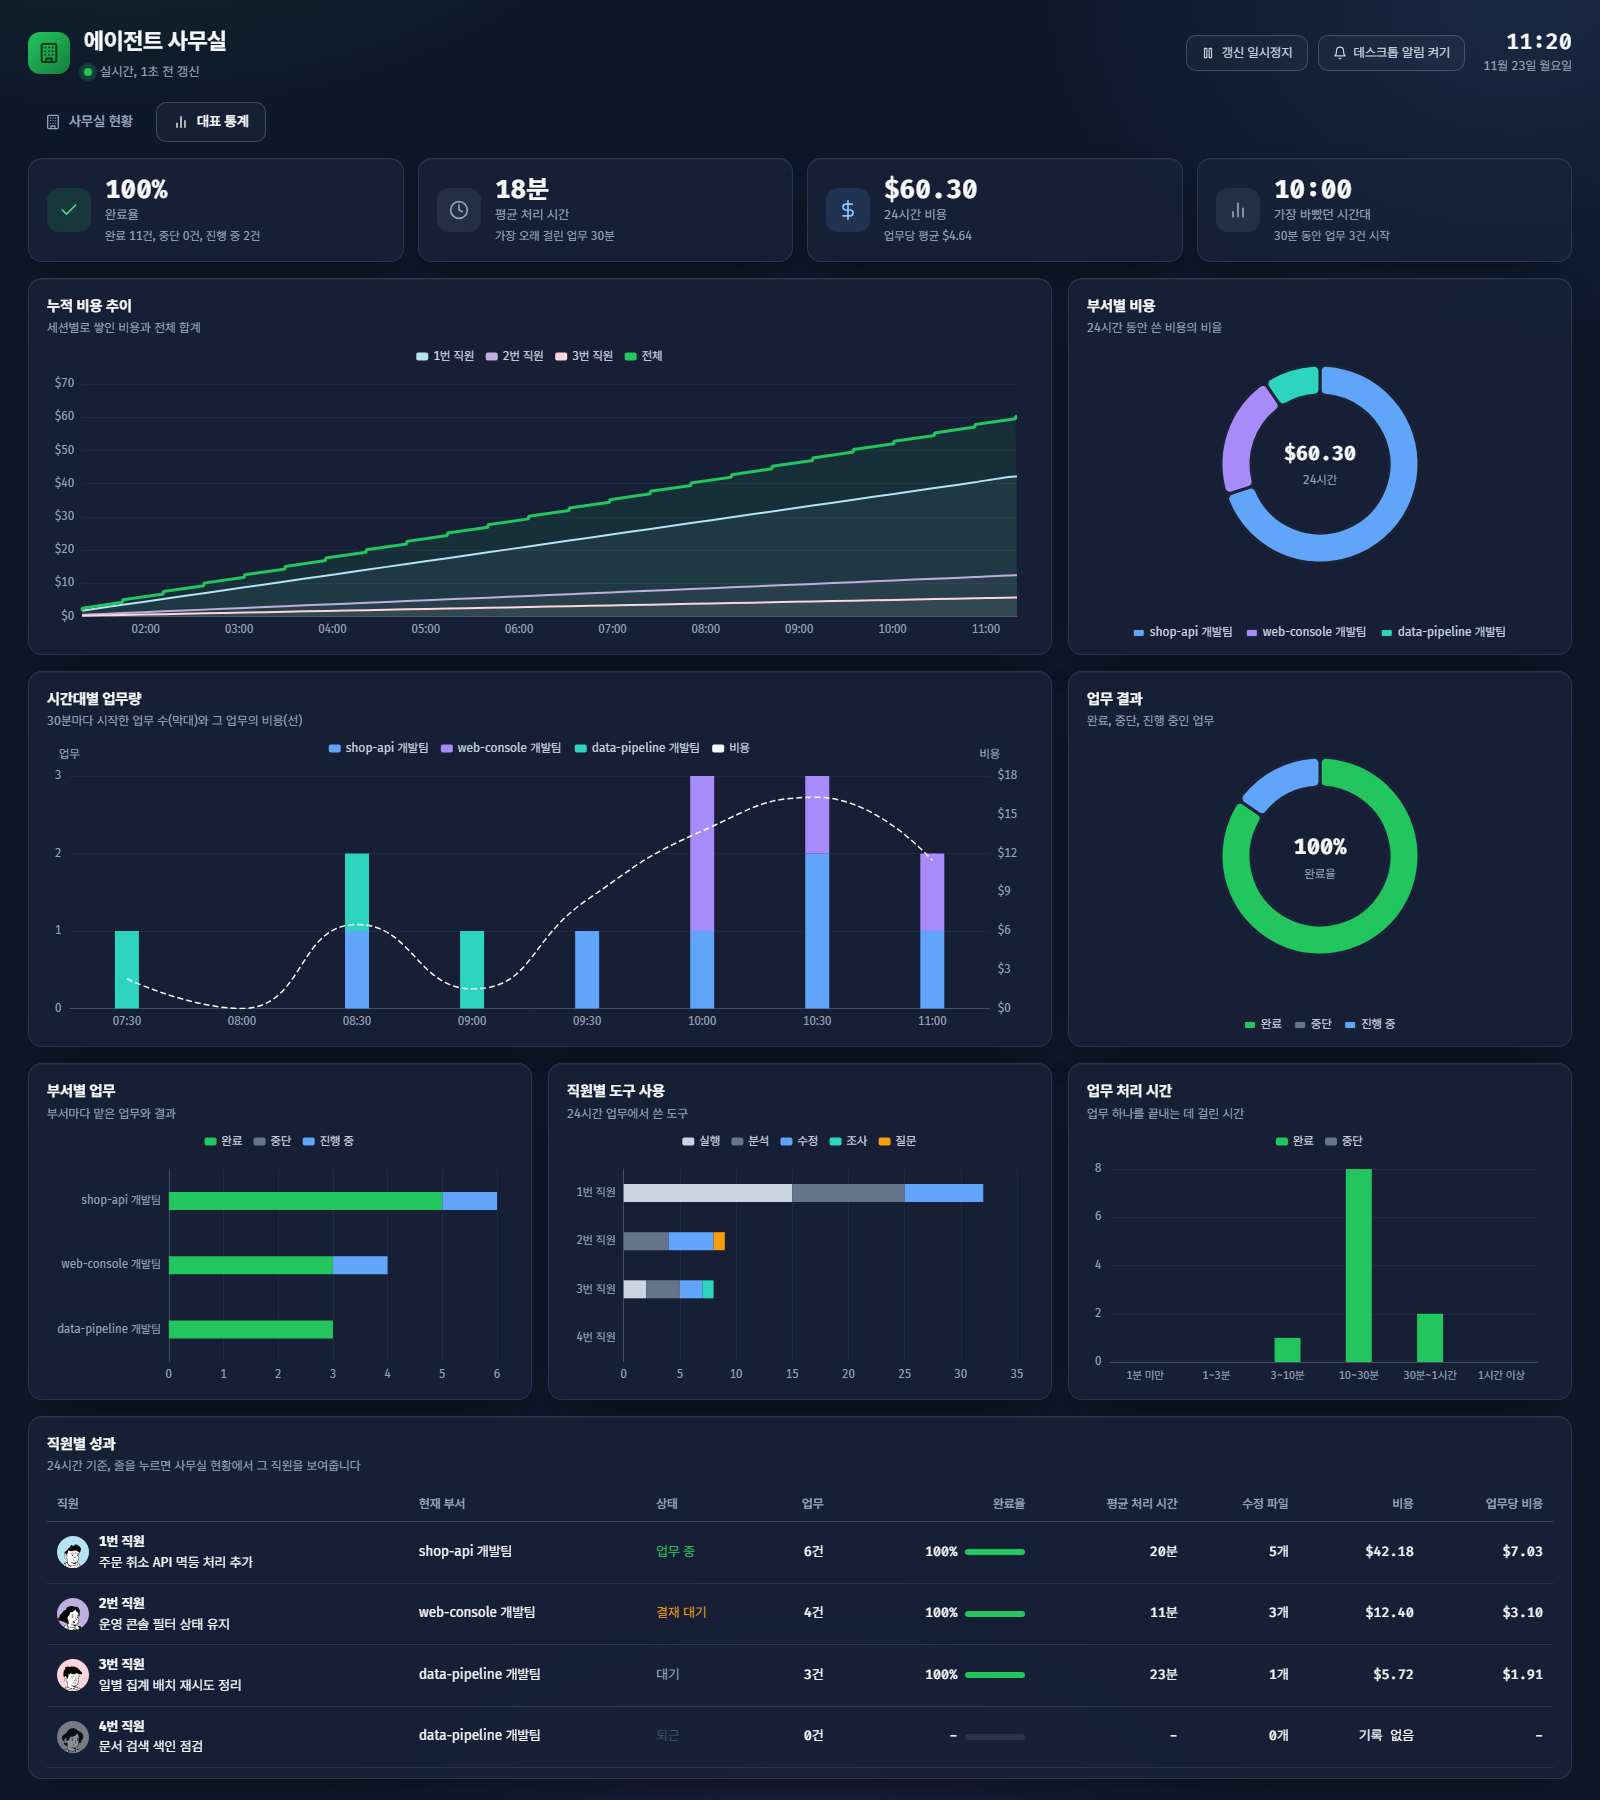 에이전트 사무실
실시간, 1초 전 갱신
갱신 일시정지
데스크톱 알림 켜기
11:20
11월 23일 월요일
사무실 현황
대표 통계
100%
완료율
완료 11건, 중단 0건, 진행 중 2건
18분
평균 처리 시간
가장 오래 걸린 업무 30분
$60.30
24시간 비용
업무당 평균 $4.64
10:00
가장 바빴던 시간대
30분 동안 업무 3건 시작
누적 비용 추이
세션별로 쌓인 비용과 전체 합계
1번 직원 2번 직원 3번 직원 전체
$70
$60
$50
$40
$30
$20
$10
$0
02:00 03:00 04:00 05:00 06:00 07:00 08:00 09:00 10:00 11:00
부서별 비용
24시간 동안 쓴 비용의 비율
$60.30
24시간
shop-api 개발팀 web-console 개발팀 data-pipeline 개발팀
시간대별 업무량
30분마다 시작한 업무 수(막대)와 그 업무의 비용(선)
shop-api 개발팀 web-console 개발팀 data-pipeline 개발팀 비용
업무
비용
3
2
1
0
$18
$15
$12
$9
$6
$3
$0
07:30 08:00 08:30 09:00 09:30 10:00 10:30 11:00
업무 결과
완료, 중단, 진행 중인 업무
100%
완료율
완료 중단 진행 중
부서별 업무
부서마다 맡은 업무와 결과
완료 중단 진행 중
shop-api 개발팀
web-console 개발팀
data-pipeline 개발팀
0 1 2 3 4 5 6
직원별 도구 사용
24시간 업무에서 쓴 도구
실행 분석 수정 조사 질문
1번 직원
2번 직원
3번 직원
4번 직원
0 5 10 15 20 25 30 35
업무 처리 시간
업무 하나를 끝내는 데 걸린 시간
완료 중단
8
6
4
2
0
1분 미만 1~3분 3~10분 10~30분 30분~1시간 1시간 이상
직원별 성과
24시간 기준, 줄을 누르면 사무실 현황에서 그 직원을 보여줍니다
직원 현재 부서 상태 업무 완료율 평균 처리 시간 수정 파일 비용 업무당 비용
1번 직원
주문 취소 API 멱등 처리 추가
shop-api 개발팀 업무 중 6건 100% 20분 5개 $42.18 $7.03
2번 직원
운영 콘솔 필터 상태 유지
web-console 개발팀 결재 대기 4건 100% 11분 3개 $12.40 $3.10
3번 직원
일별 집계 배치 재시도 정리
data-pipeline 개발팀 대기 3건 100% 23분 1개 $5.72 $1.91
4번 직원
문서 검색 색인 점검
data-pipeline 개발팀 퇴근 0건 – – 0개 기록 없음 –